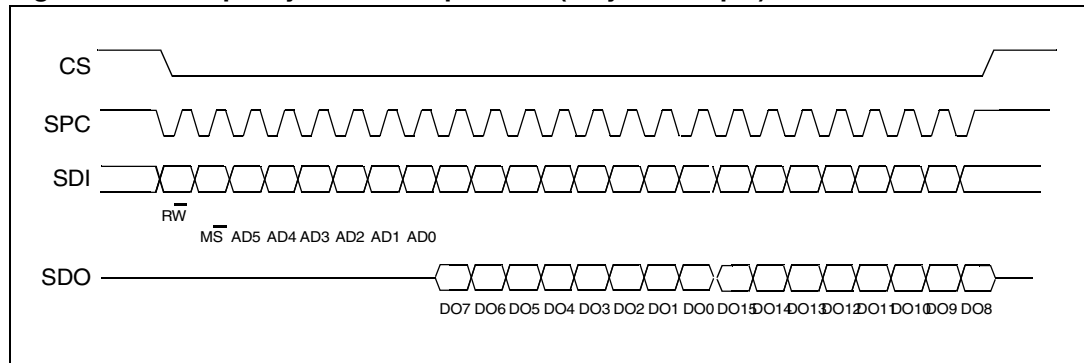 CS
SPC
SDI
RW
MS AD5 AD4 AD3 AD2 AD1 AD0
SDO
DO7 DO6 DO5 DO4 DO3 DO2 DO1 DO0 DO15 DO14 DO13 DO12 DO11 DO10 DO9 DO8